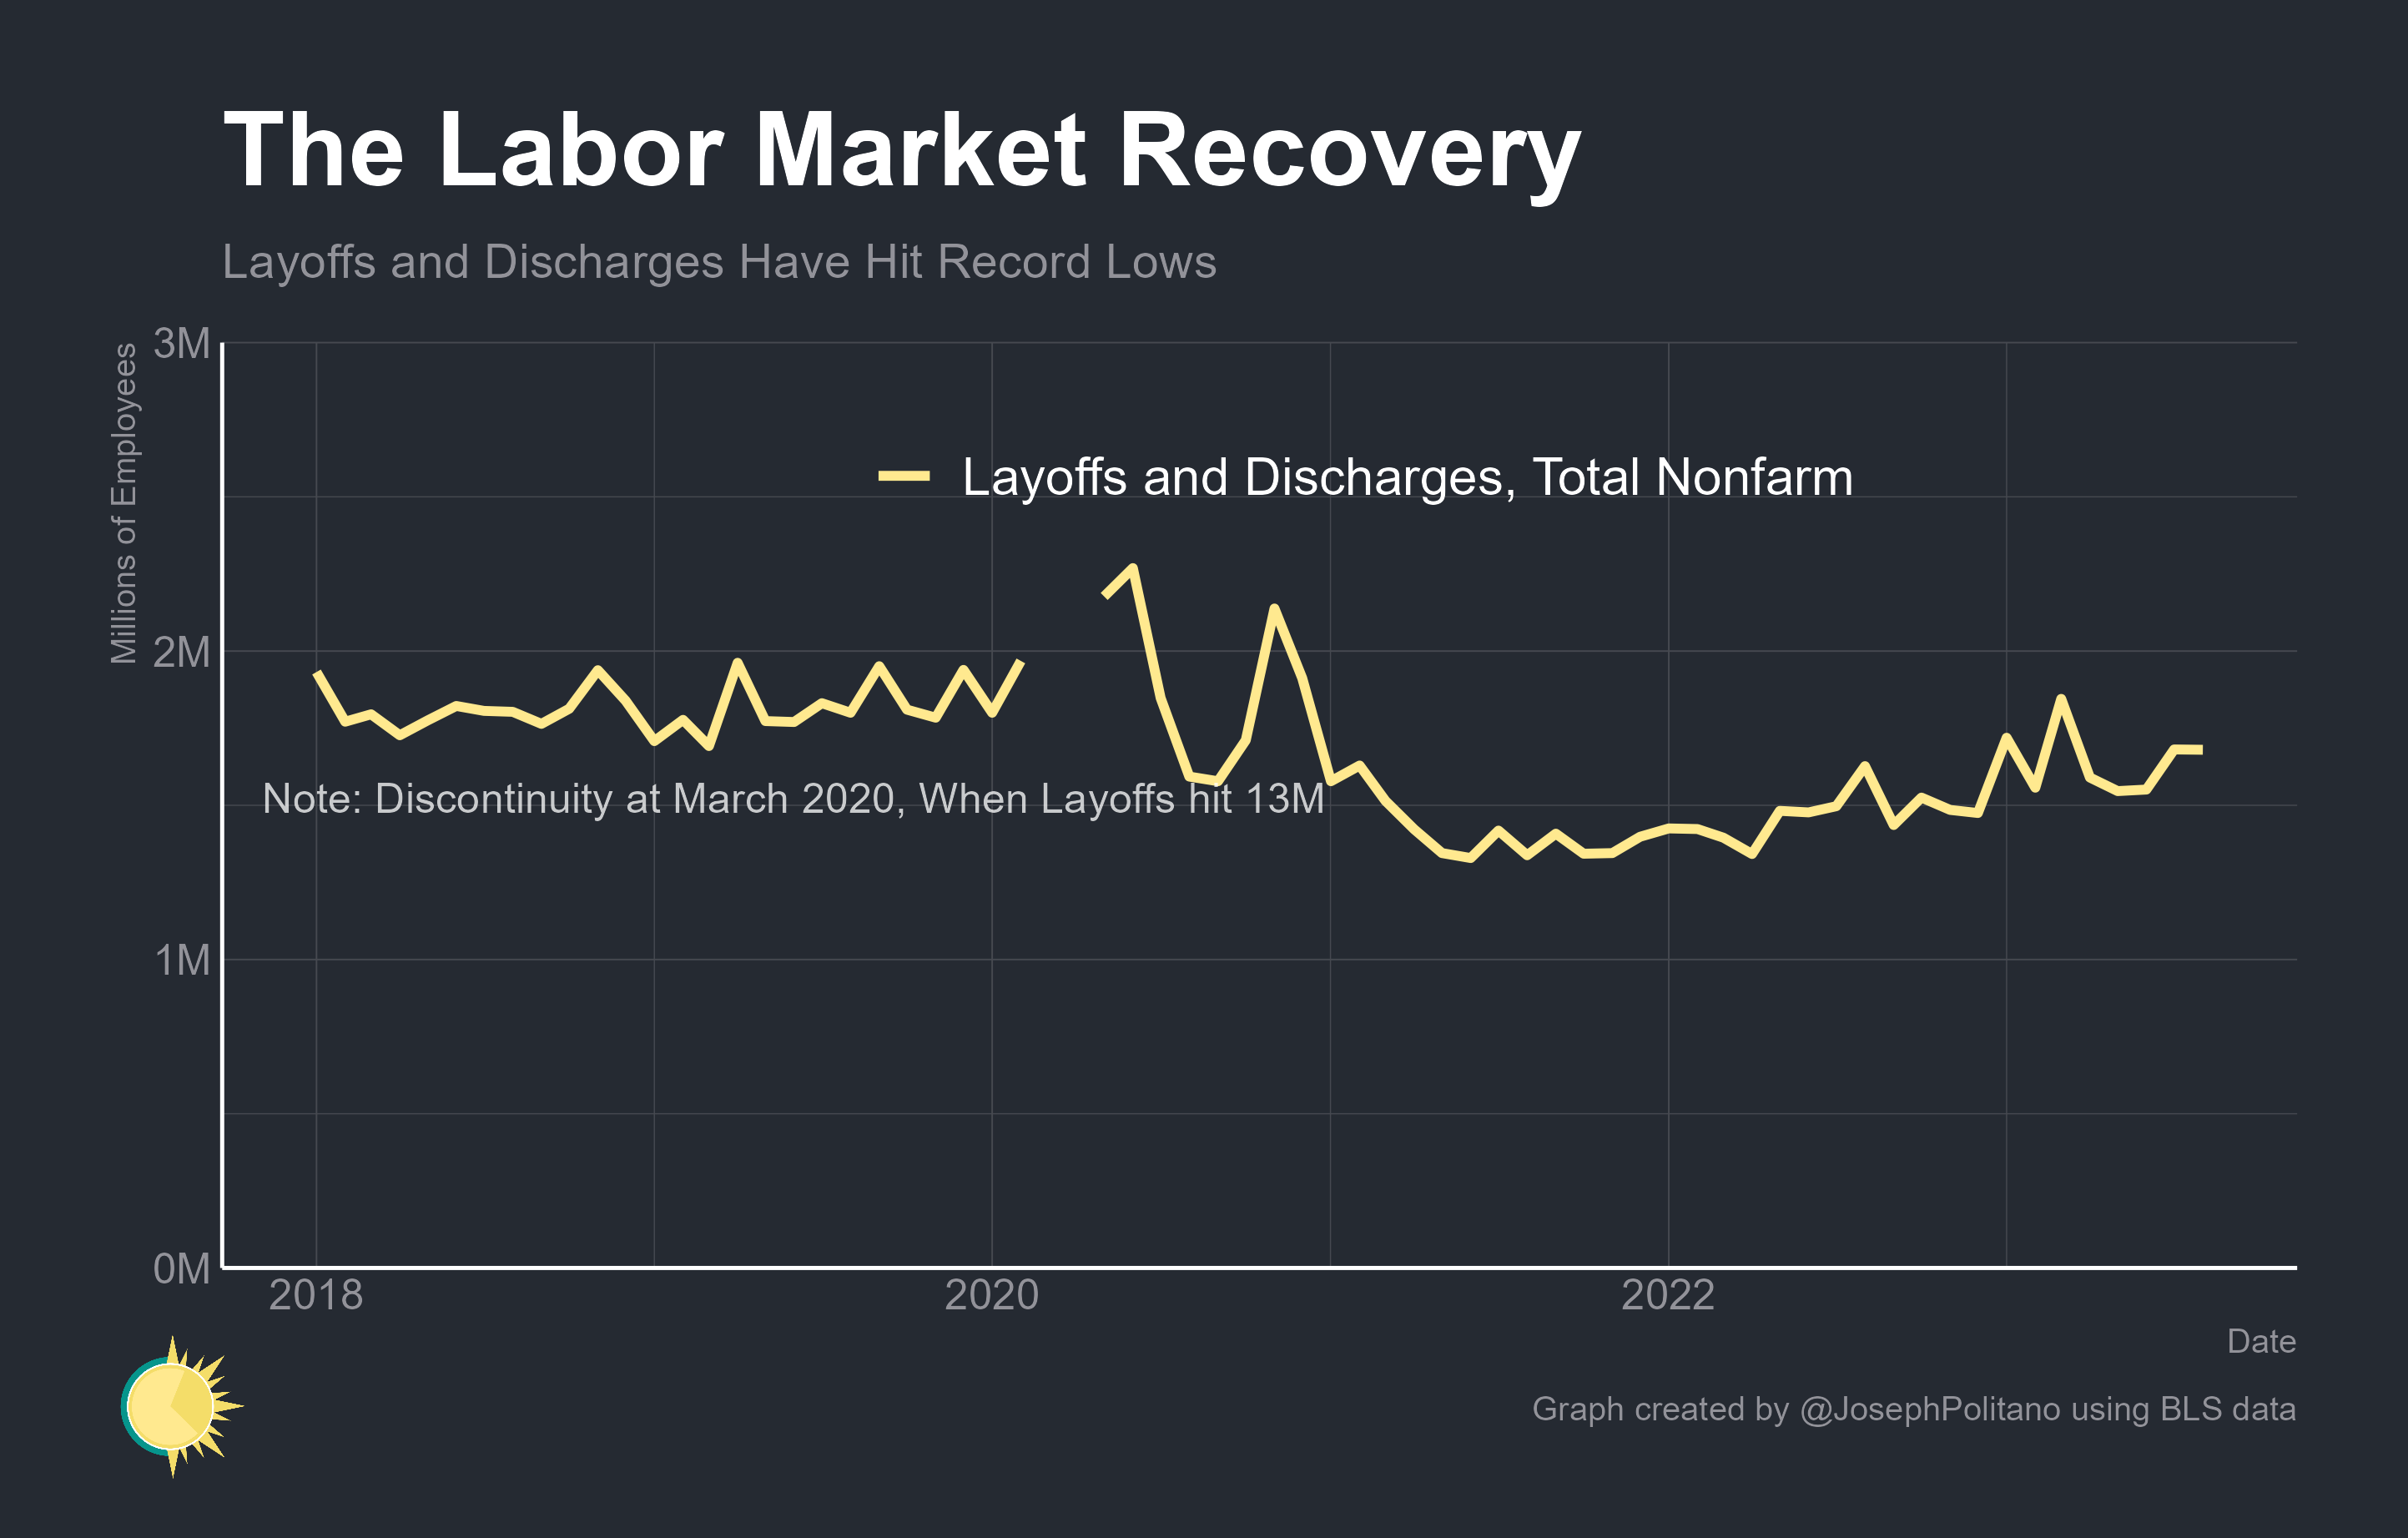 The Labor Market Recovery
Layoffs and Discharges Have Hit Record Lows
Millions of Employees
3M
Layoffs and Discharges, Total Nonfarm
2M
Note: Discontinuity at March 2020, When Layoffs hit 13M
1M
0M
2018
2020
2022
Date
Graph created by @JosephPolitano using BLS data